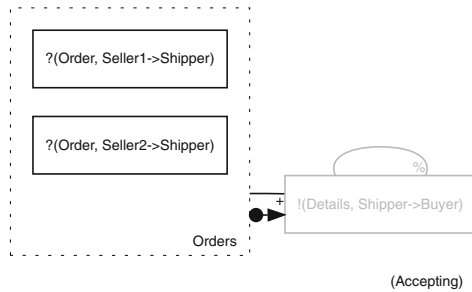 ?(Order, Seller1->Shipper)
?(Order, Seller2->Shipper)
%
+
!(Details, Shipper->Buyer)
Orders
(Accepting)